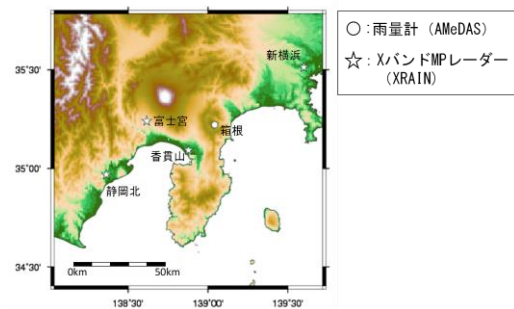 ○：雨量計（AMeDAS）
☆：XバンドMPレーダー
（XRAIN）
新横浜
富士宮
箱根
香貫山
静岡北
35°30'
35°00'
34°30'
0km
50km
138°30'
139°00'
139°30'